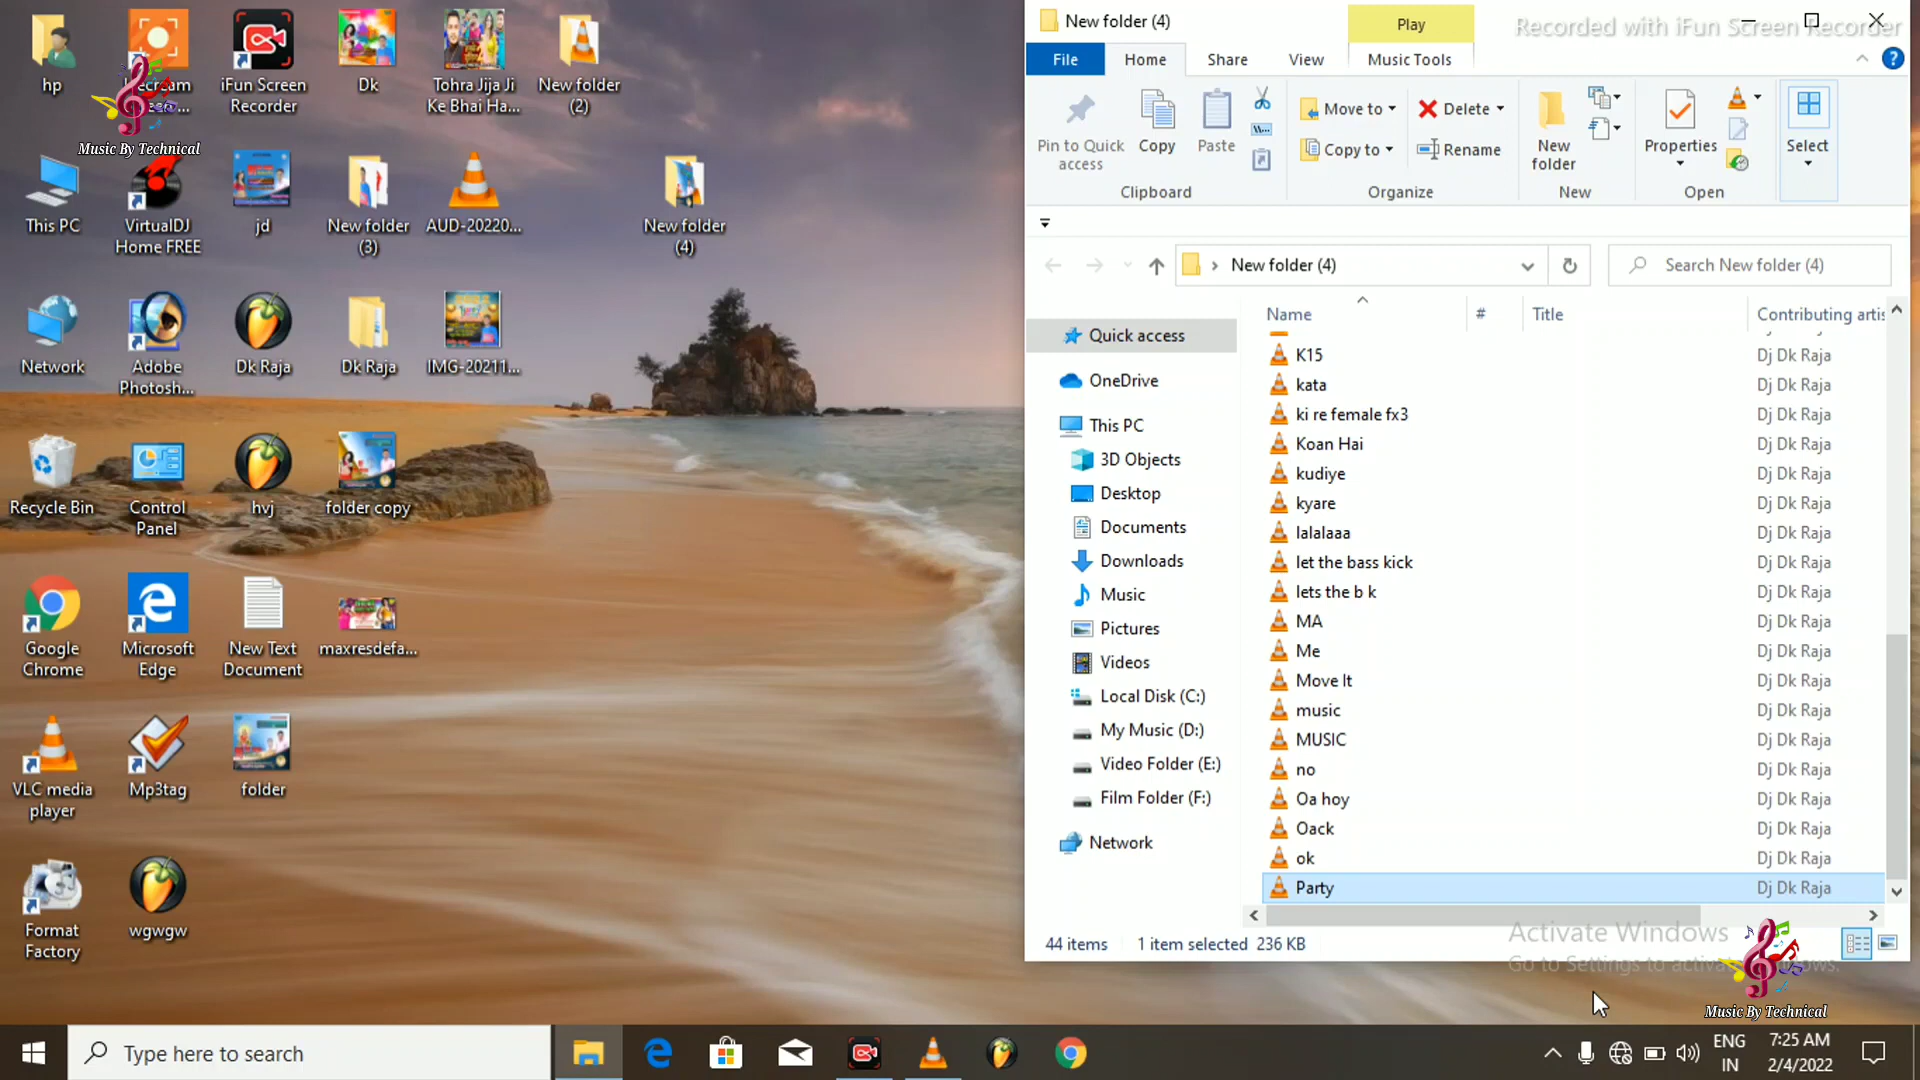 hp
Icecream
Screen ...
iFun Screen
Recorder
Dk
Tohra Jija Ji
Ke Bhai Ha...
New folder
(2)
Music By Technical
This PC
VirtualDJ
Home FREE
jd
New folder
(3)
AUD-20220...
New folder
(4)
Network
Adobe
Photosh...
Dk Raja
Dk Raja
IMG-20211...
Recycle Bin
Control
Panel
hvj
folder copy
Google
Chrome
Microsoft
Edge
New Text
Document
maxresdefa...
VLC media
player
Mp3tag
folder
Format
Factory
wgwgw
New folder (4)
Play
Recorded with iFun Screen Recorder
File
Home
Share
View
Music Tools
Pin to Quick
access
Copy
Paste
Move to
Copy to
Delete
Rename
New
folder
Properties
Select
Clipboard
Organize
New
Open
New folder (4)
Search New folder (4)
Name
#
Title
Contributing artis
Quick access
OneDrive
This PC
3D Objects
Desktop
Documents
Downloads
Music
Pictures
Videos
Local Disk (C:)
My Music (D:)
Video Folder (E:)
Film Folder (F:)
Network
K15 Dj Dk Raja
kata Dj Dk Raja
ki re female fx3 Dj Dk Raja
Koan Hai Dj Dk Raja
kudiye Dj Dk Raja
kyare Dj Dk Raja
lalalaaa Dj Dk Raja
let the bass kick Dj Dk Raja
lets the b k Dj Dk Raja
MA Dj Dk Raja
Me Dj Dk Raja
Move It Dj Dk Raja
music Dj Dk Raja
MUSIC Dj Dk Raja
no Dj Dk Raja
Oa hoy Dj Dk Raja
Oack Dj Dk Raja
ok Dj Dk Raja
Party Dj Dk Raja
44 items 1 item selected 236 KB
Activate Windows
Go to Settings to activate Windows.
Music By Technical
Type here to search
ENG
IN
7:25 AM
2/4/2022